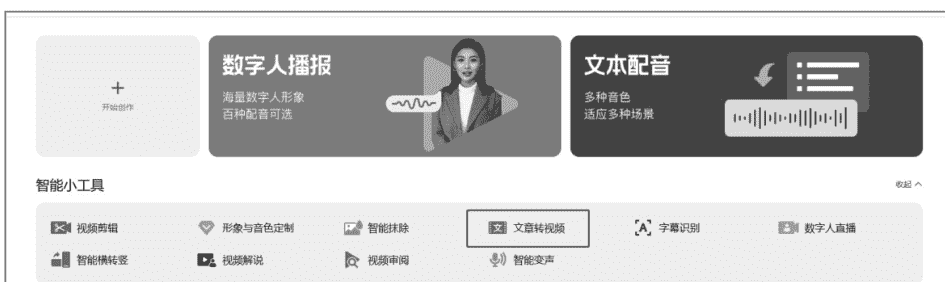 开始创作
数字人播报
海量数字人形象
百种配音可选
文本配音
多种音色
适应多种场景
智能小工具
收起
视频剪辑
形象与音色定制
智能抹除
文章转视频
字幕识别
数字人直播
智能横转竖
视频解说
视频审阅
智能变声